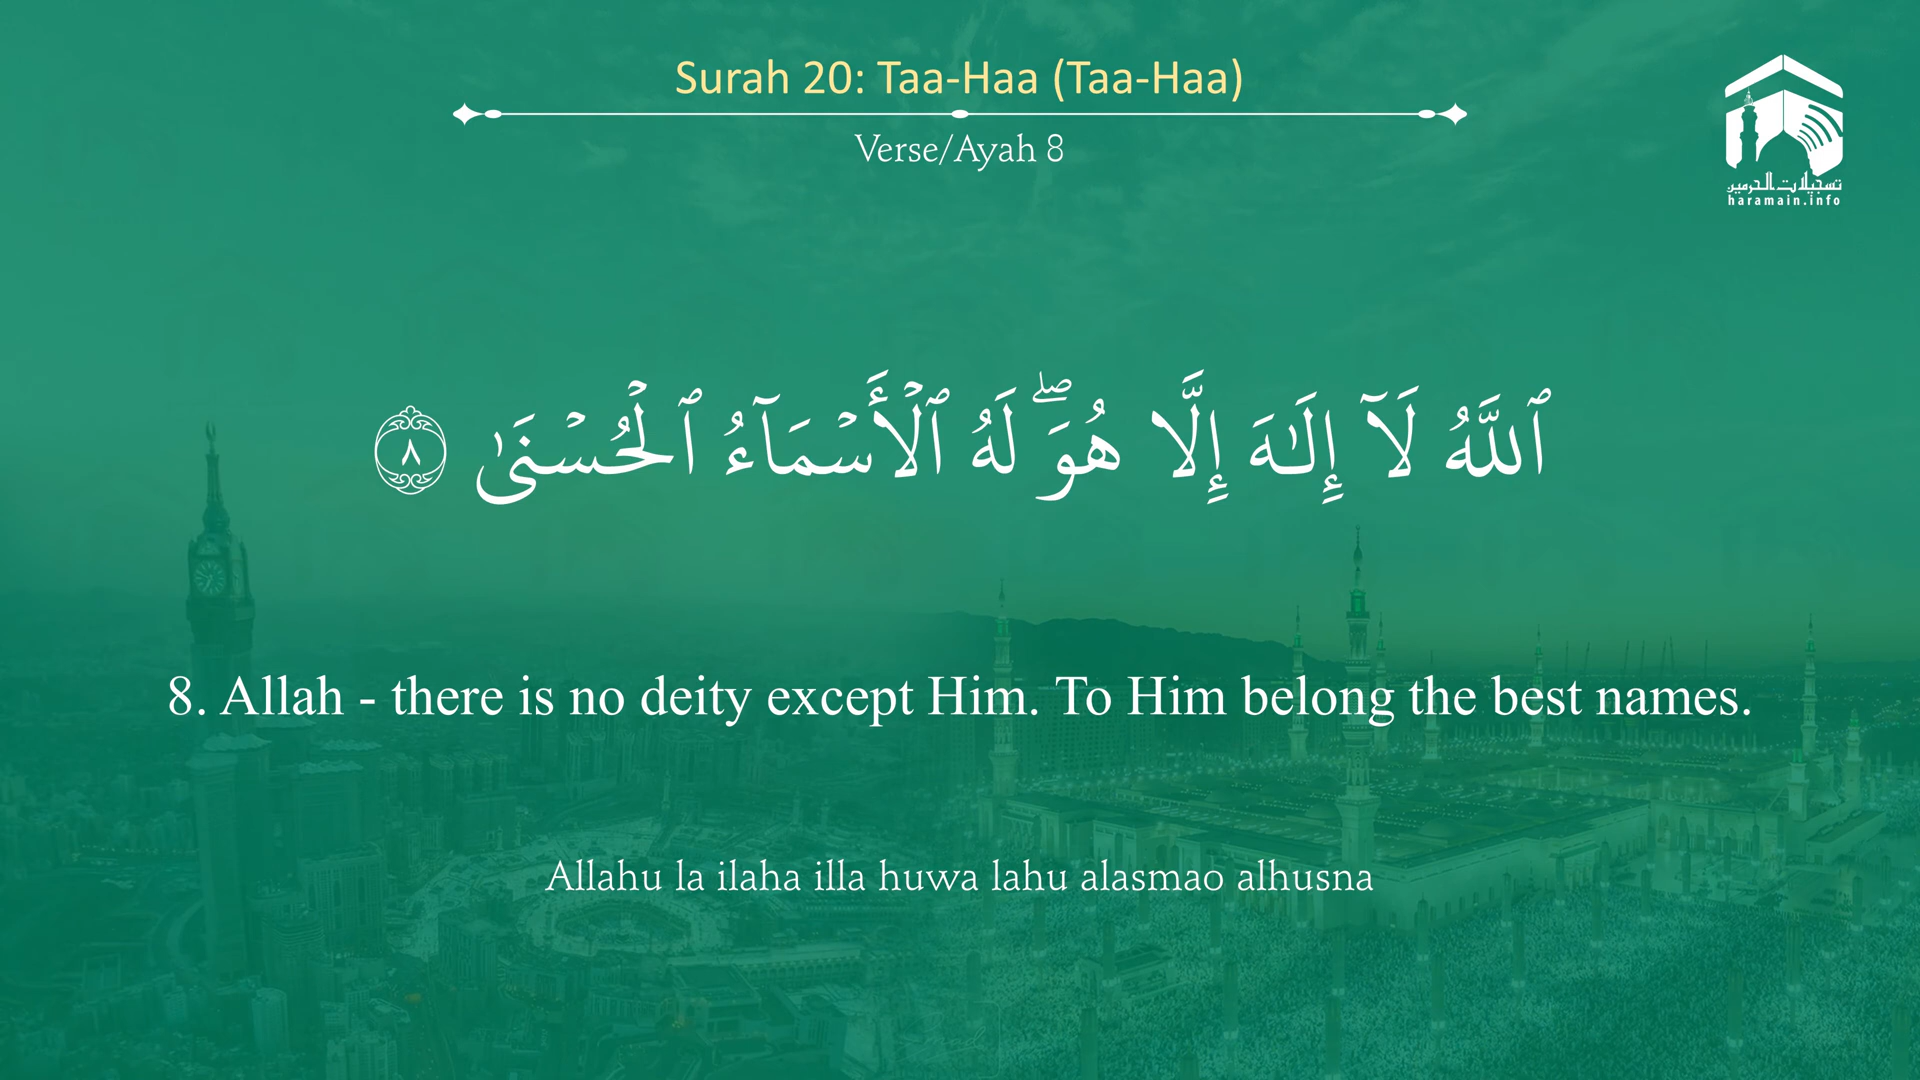 Surah 20: Taa-Haa (Taa-Haa)
Verse/Ayah 8
تسجيلات الحرمين
haramain.info
ٱللَّهُ لَآ إِلَـٰهَ إِلَّا هُوَ ۖ لَهُ ٱلْأَسْمَآءُ ٱلْحُسْنَىٰ ٨
8. Allah - there is no deity except Him. To Him belong the best names.
Allahu la ilaha illa huwa lahu alasmao alhusna